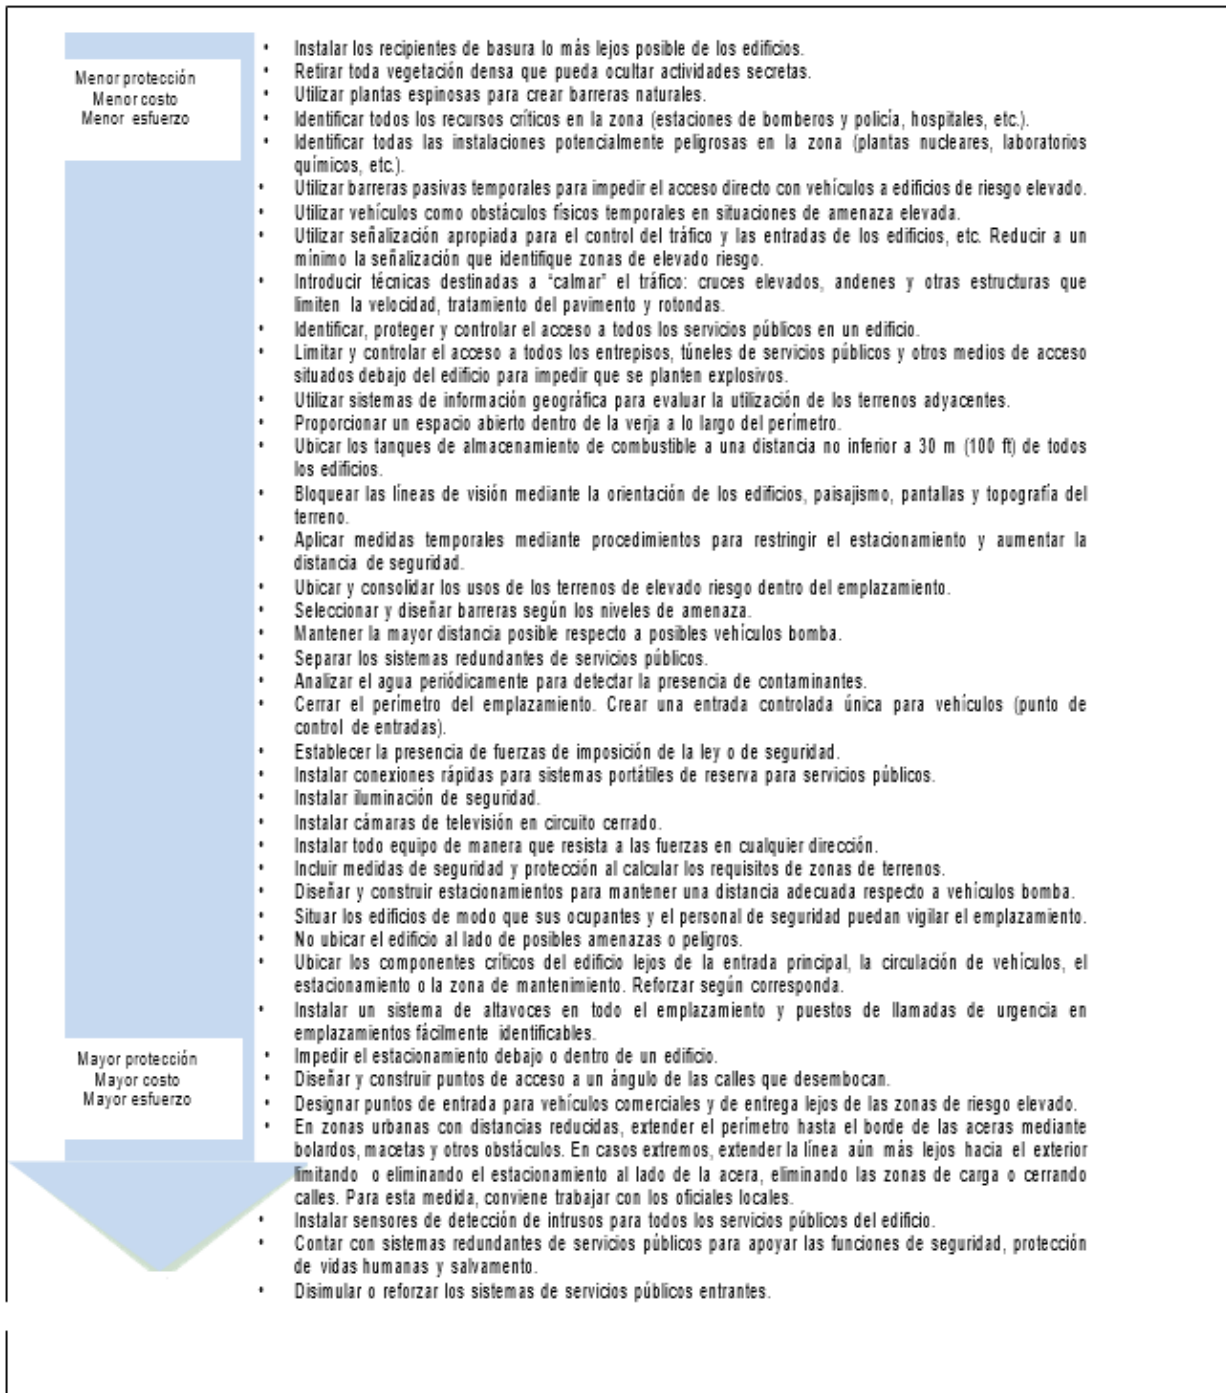 Menor protección
Menor costo
Menor esfuerzo
• Instalar los recipientes de basura lo más lejos posible de los edificios.
• Retirar toda vegetación densa que pueda ocultar actividades secretas.
• Utilizar plantas espinosas para crear barreras naturales.
• Identificar todos los recursos críticos en la zona (estaciones de bomberos y policía, hospitales, etc.).
• Identificar todas las instalaciones potencialmente peligrosas en la zona (plantas nucleares, laboratorios
químicos, etc.).
• Utilizar barreras pasivas temporales para impedir el acceso directo con vehículos a edificios de riesgo elevado.
• Utilizar vehículos como obstáculos físicos temporales en situaciones de amenaza elevada.
• Utilizar señalización apropiada para el control del tráfico y las entradas de los edificios, etc. Reducir a un
mínimo la señalización que identifique zonas de elevado riesgo.
• Introducir técnicas destinadas a "calmar" el tráfico: cruces elevados, andenes y otras estructuras que
limiten la velocidad, tratamiento del pavimento y rotondas.
• Identificar, proteger y controlar el acceso a todos los servicios públicos en un edificio.
• Limitar y controlar el acceso a todos los entrepisos, túneles de servicios públicos y otros medios de acceso
situados debajo del edificio para impedir que se planten explosivos.
• Utilizar sistemas de información geográfica para evaluar la utilización de los terrenos adyacentes.
• Proporcionar un espacio abierto dentro de la verja a lo largo del perímetro.
• Ubicar los tanques de almacenamiento de combustible a una distancia no inferior a 30 m (100 ft) de todos
los edificios.
• Bloquear las líneas de visión mediante la orientación de los edificios, paisajismo, pantallas y topografía del
terreno.
• Aplicar medidas temporales mediante procedimientos para restringir el estacionamiento y aumentar la
distancia de seguridad.
• Ubicar y consolidar los usos de los terrenos de elevado riesgo dentro del emplazamiento.
• Seleccionar y diseñar barreras según los niveles de amenaza.
• Mantener la mayor distancia posible respecto a posibles vehículos bomba.
• Separar los sistemas redundantes de servicios públicos.
• Analizar el agua periódicamente para detectar la presencia de contaminantes.
• Cerrar el perímetro del emplazamiento. Crear una entrada controlada única para vehículos (punto de
control de entradas).
• Establecer la presencia de fuerzas de imposición de la ley o de seguridad.
• Instalar conexiones rápidas para sistemas portátiles de reserva para servicios públicos.
• Instalar iluminación de seguridad.
• Instalar cámaras de televisión en circuito cerrado.
• Instalar todo equipo de manera que resista a las fuerzas en cualquier dirección.
• Incluir medidas de seguridad y protección al calcular los requisitos de zonas de terrenos.
• Diseñar y construir estacionamientos para mantener una distancia adecuada respecto a vehículos bomba.
• Situar los edificios de modo que sus ocupantes y el personal de seguridad puedan vigilar el emplazamiento.
• No ubicar el edificio al lado de posibles amenazas o peligros.
• Ubicar los componentes críticos del edificio lejos de la entrada principal, la circulación de vehículos, el
estacionamiento o la zona de mantenimiento. Reforzar según corresponda.
• Instalar un sistema de altavoces en todo el emplazamiento y puestos de llamadas de urgencia en
emplazamientos fácilmente identificables.
Mayor protección
Mayor costo
Mayor esfuerzo
• Impedir el estacionamiento debajo o dentro de un edificio.
• Diseñar y construir puntos de acceso a un ángulo de las calles que desembocan.
• Designar puntos de entrada para vehículos comerciales y de entrega lejos de las zonas de riesgo elevado.
• En zonas urbanas con distancias reducidas, extender el perímetro hasta el borde de las aceras mediante
bolardos, macetas y otros obstáculos. En casos extremos, extender la línea aún más lejos hacia el exterior
limitando o eliminando el estacionamiento al lado de la acera, eliminando las zonas de carga o cerrando
calles. Para esta medida, conviene trabajar con los oficiales locales.
• Instalar sensores de detección de intrusos para todos los servicios públicos del edificio.
• Contar con sistemas redundantes de servicios públicos para apoyar las funciones de seguridad, protección
de vidas humanas y salvamento.
• Disimular o reforzar los sistemas de servicios públicos entrantes.